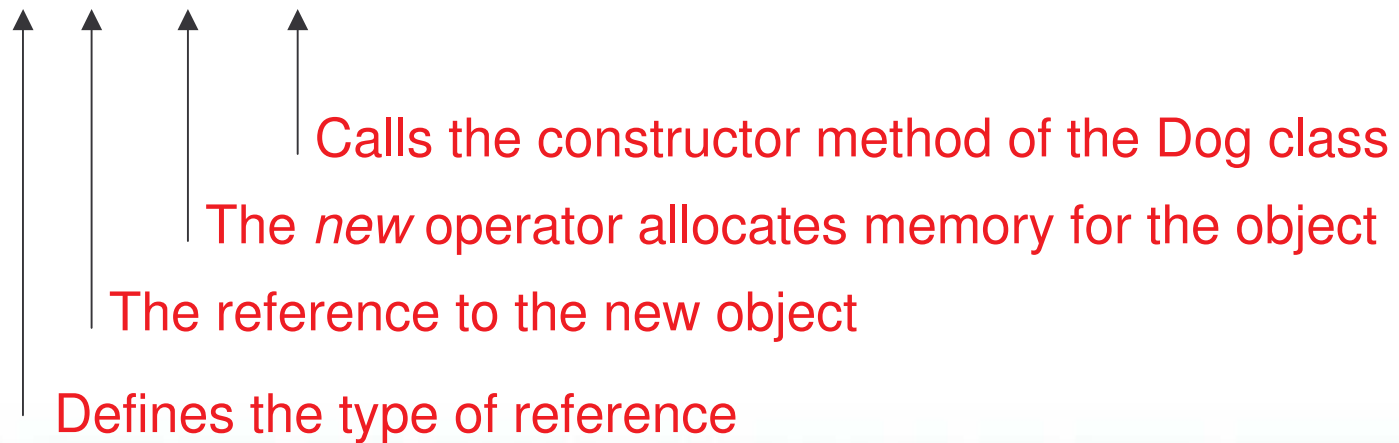 Calls the constructor method of the Dog class
The new operator allocates memory for the object
The reference to the new object
Defines the type of reference